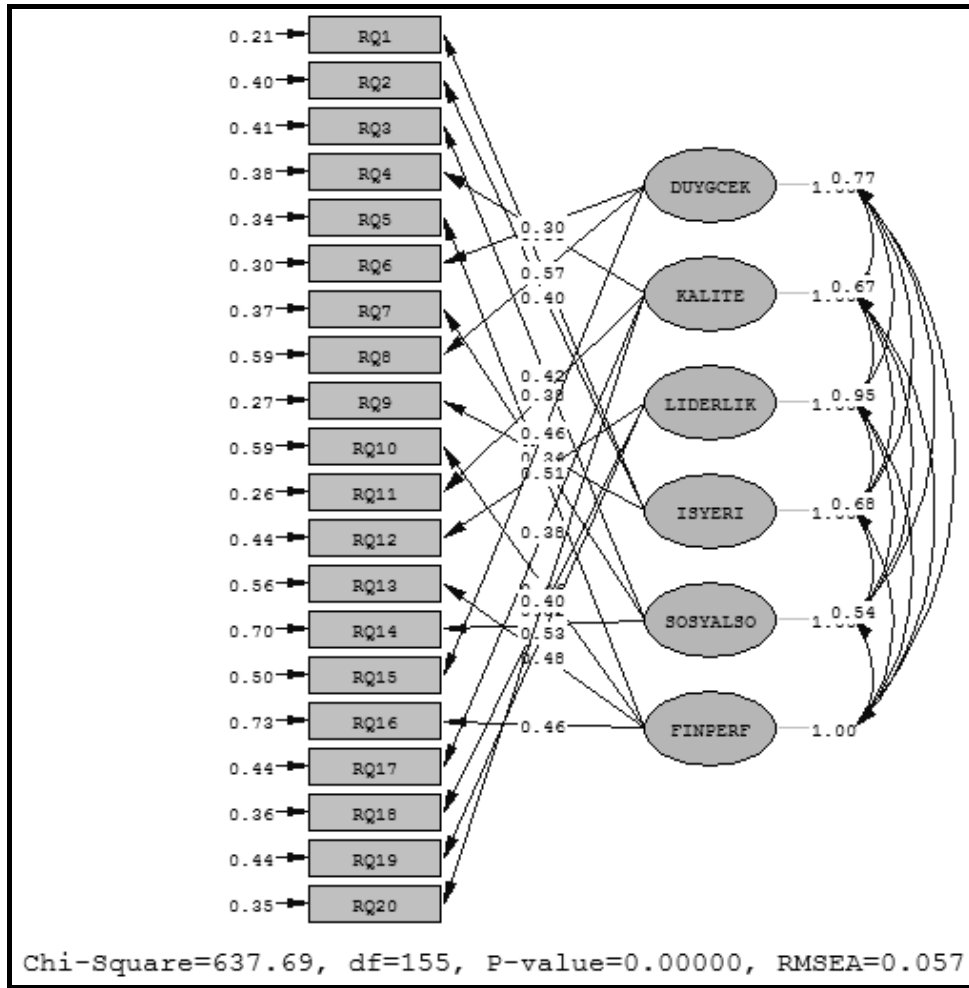 0.21 RQ1
0.40 RQ2
0.41 RQ3
0.38 RQ4
0.34 RQ5
0.30 RQ6
0.37 RQ7
0.59 RQ8
0.27 RQ9
0.59 RQ10
0.26 RQ11
0.44 RQ12
0.56 RQ13
0.70 RQ14
0.50 RQ15
0.73 RQ16
0.44 RQ17
0.36 RQ18
0.44 RQ19
0.35 RQ20
0.30
0.57
0.40
0.42
0.46
0.51
0.38
0.40
0.53
0.48
0.46
DUYGCEK 0.77
KALITE 0.67
LIDERLIK 0.95
ISYERI 0.68
SOSYALSO 0.54
FINPERF 1.00
Chi-Square=637.69, df=155, P-value=0.00000, RMSEA=0.057